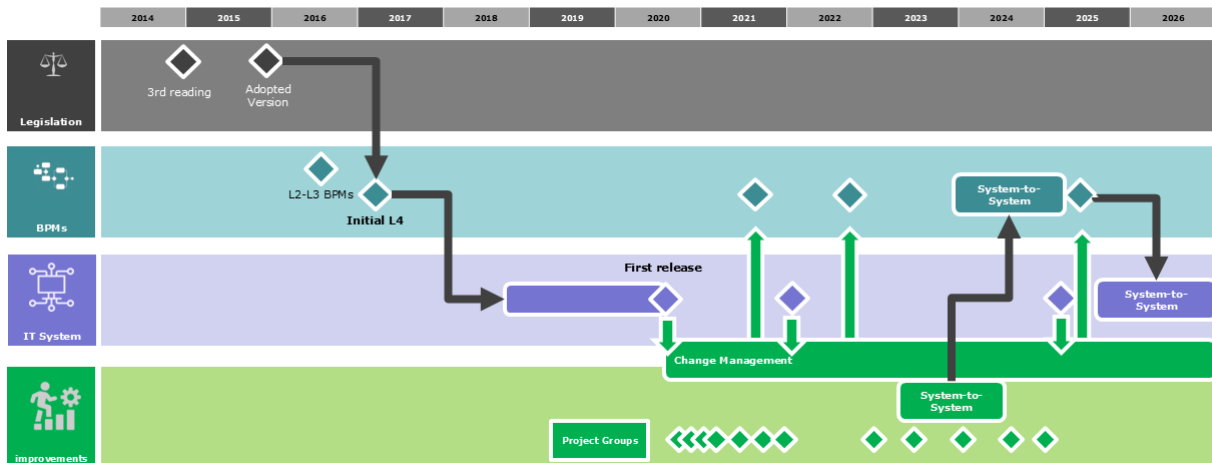 2014 2015 2016 2017 2018 2019 2020 2021 2022 2023 2024 2025 2026
Legislation
3rd reading
Adopted
Version
BPMs
L2-L3 BPMs
Initial L4
System-to-
System
IT System
First release
System-to-
System
Change Management
improvements
System-to-
System
Project Groups